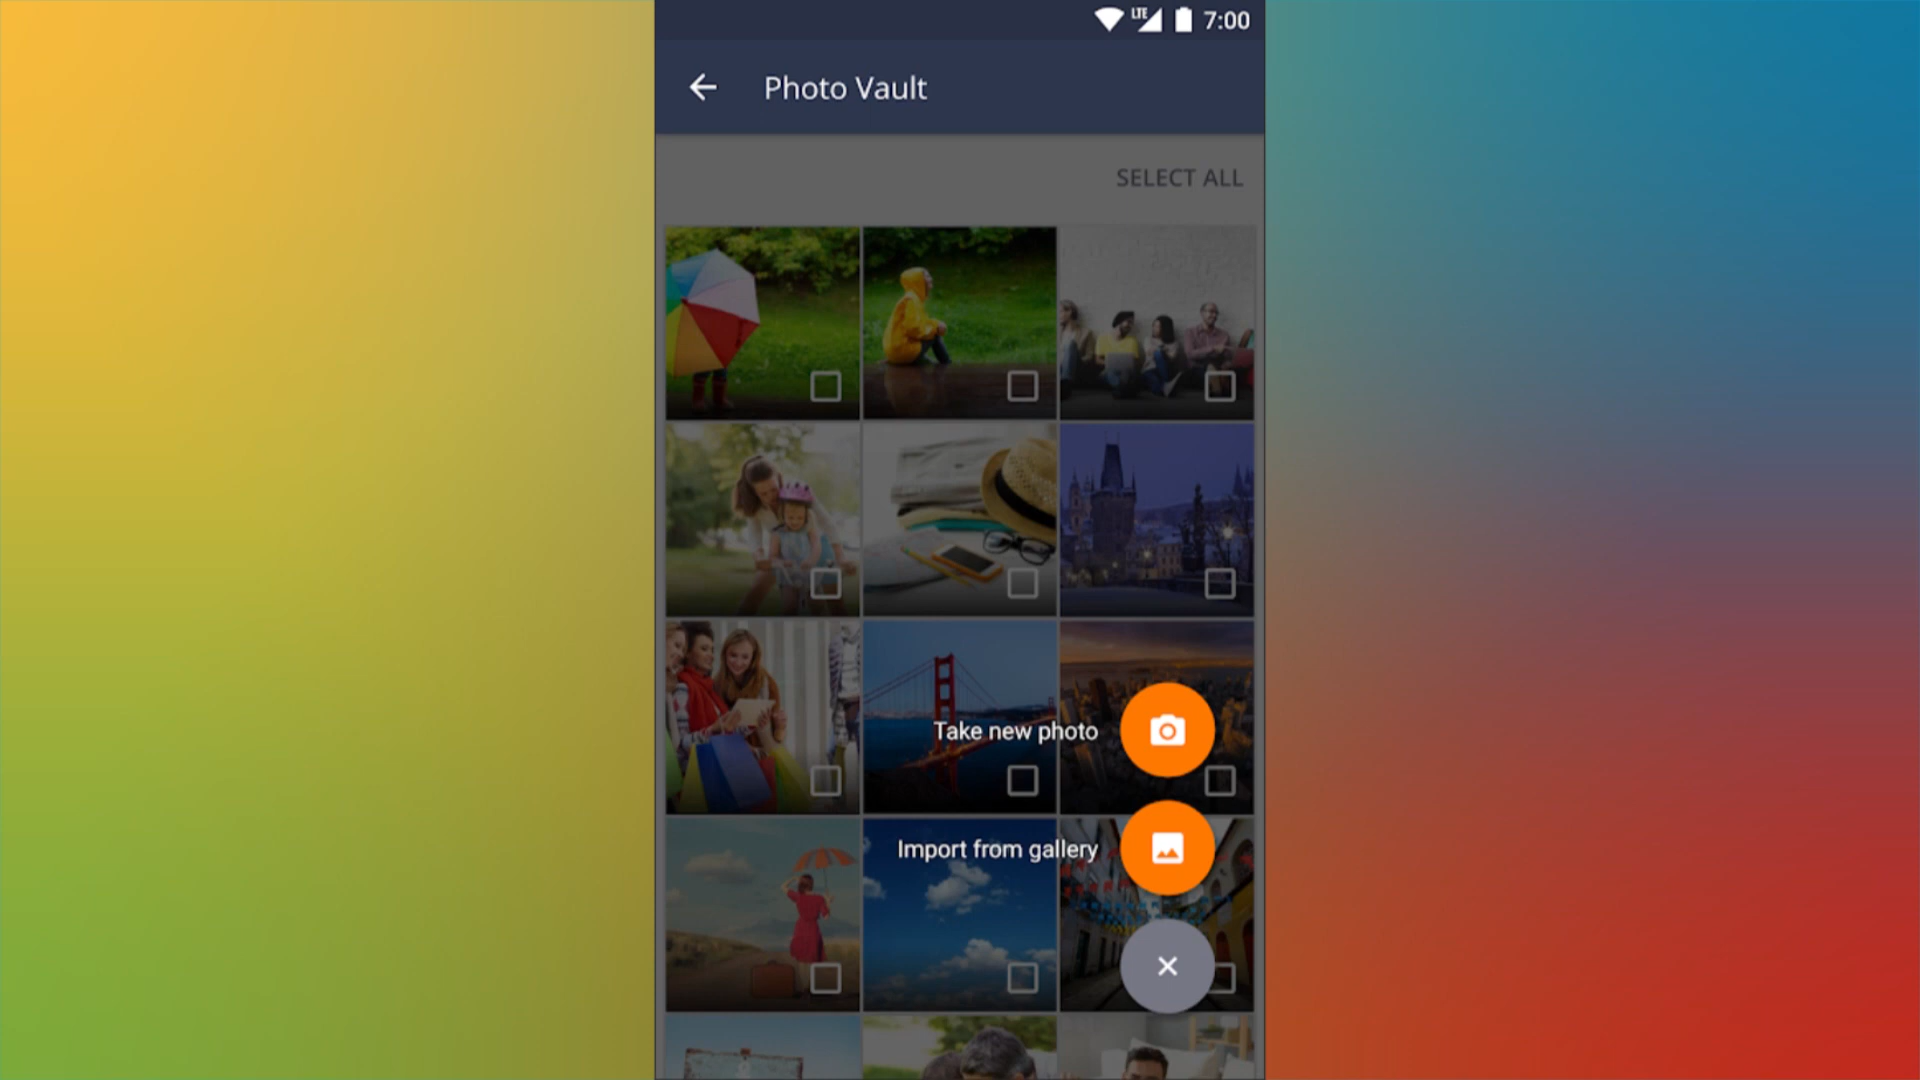 LTE 7:00
Photo Vault
SELECT ALL
Take new photo
Import from gallery